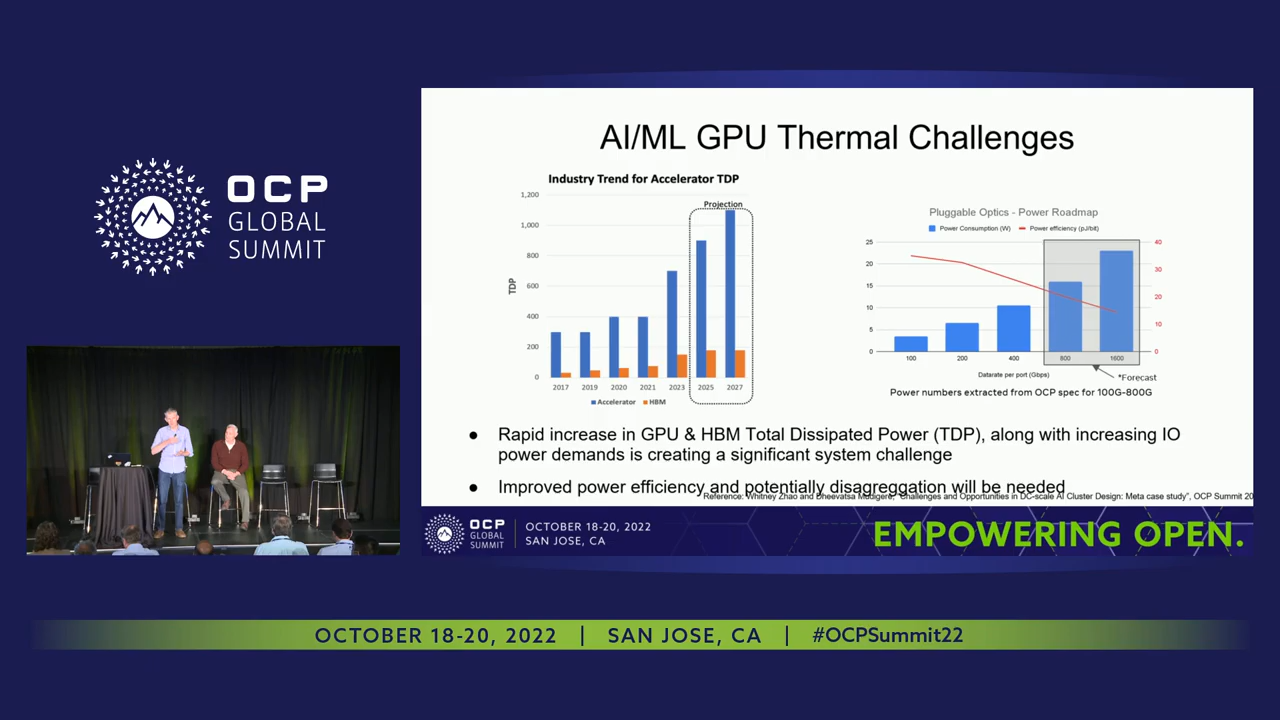 OCP
GLOBAL
SUMMIT
AI/ML GPU Thermal Challenges
Industry Trend for Accelerator TDP
Projection
1,200
1,000
800
600
400
200
0
TDP
2017 2019 2020 2021 2023 2025 2027
Accelerator HBM
Pluggable Optics - Power Roadmap
Power Consumption (W) Power efficiency (pJ/bit)
25
20
15
10
5
0
40
30
20
10
0
100 200 400 800 1600
Datarate per port (Gbps)
*Forecast
Power numbers extracted from OCP spec for 100G-800G
● Rapid increase in GPU & HBM Total Dissipated Power (TDP), along with increasing IO
power demands is creating a significant system challenge
● Improved power efficiency and potentially disaggregation will be needed
Reference: Whitney Zhao and Dheevatsa Mudigere, "Challenges and Opportunities in DC-scale AI Cluster Design: Meta case study", OCP Summit 20
OCP
GLOBAL
SUMMIT
OCTOBER 18-20, 2022
SAN JOSE, CA
EMPOWERING OPEN.
OCTOBER 18-20, 2022 | SAN JOSE, CA | #OCPSummit22